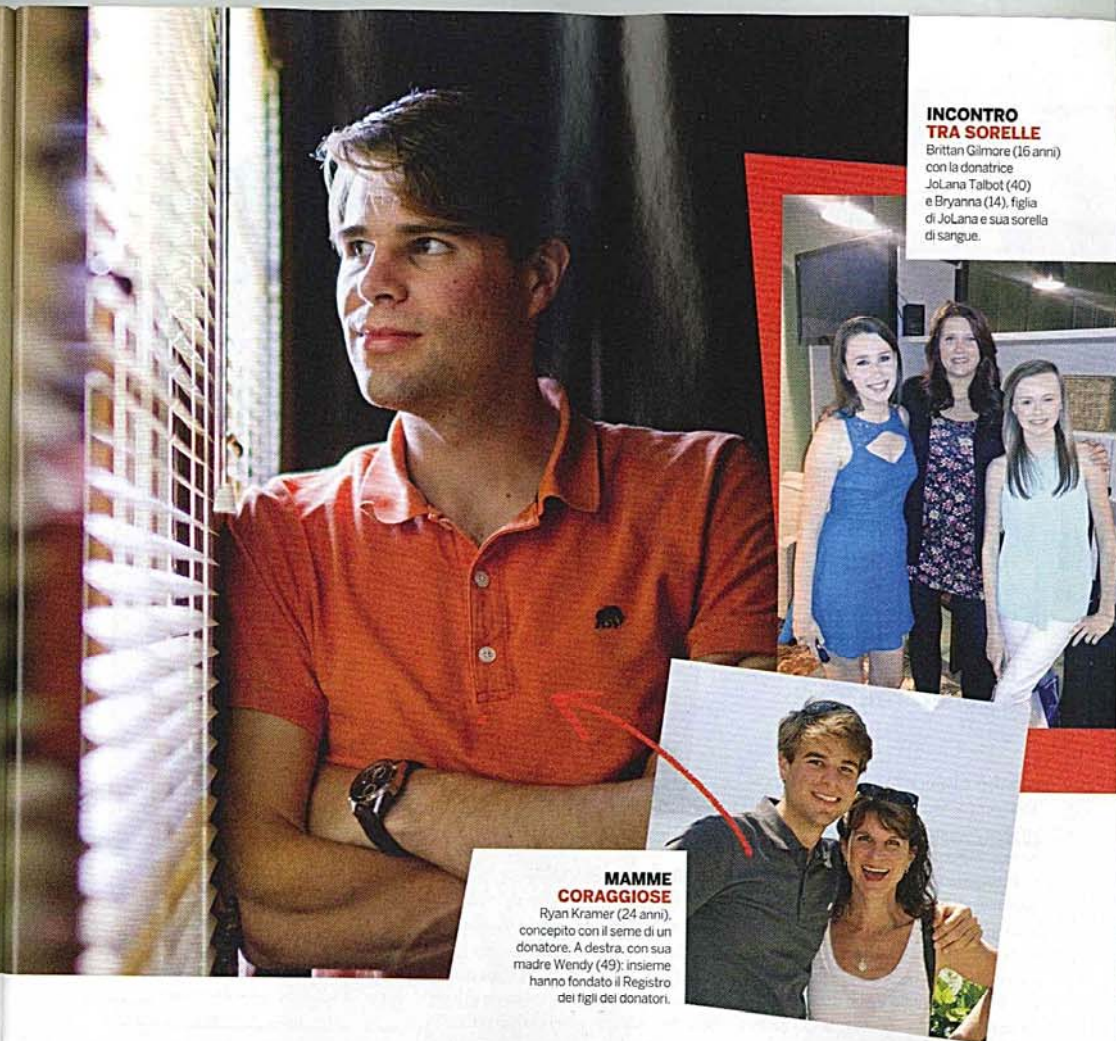 INCONTRO
TRA SORELLE
Brittan Gilmore (16 anni)
con la donatrice
JoLana Talbot (40)
e Bryanna (14), figlia
di JoLana e sua sorella
di sangue.
MAMME
CORAGGIOSE
Ryan Kramer (24 anni),
concepito con il seme di un
donatore. A destra, con sua
madre Wendy (49): insieme
hanno fondato il Registro
dei figli dei donatori.